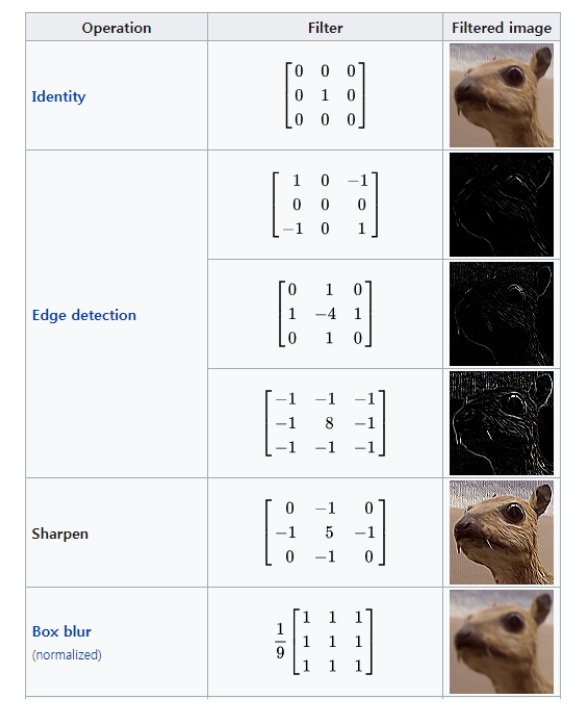 Operation Filter Filtered image
Identity
0 0 0
0 1 0
0 0 0
Edge detection
1 0 −1
0 0 0
−1 0 1
0 1 0
1 −4 1
0 1 0
−1 −1 −1
−1 8 −1
−1 −1 −1
Sharpen
0 −1 0
−1 5 −1
0 −1 0
Box blur
(normalized)
1/9
1 1 1
1 1 1
1 1 1